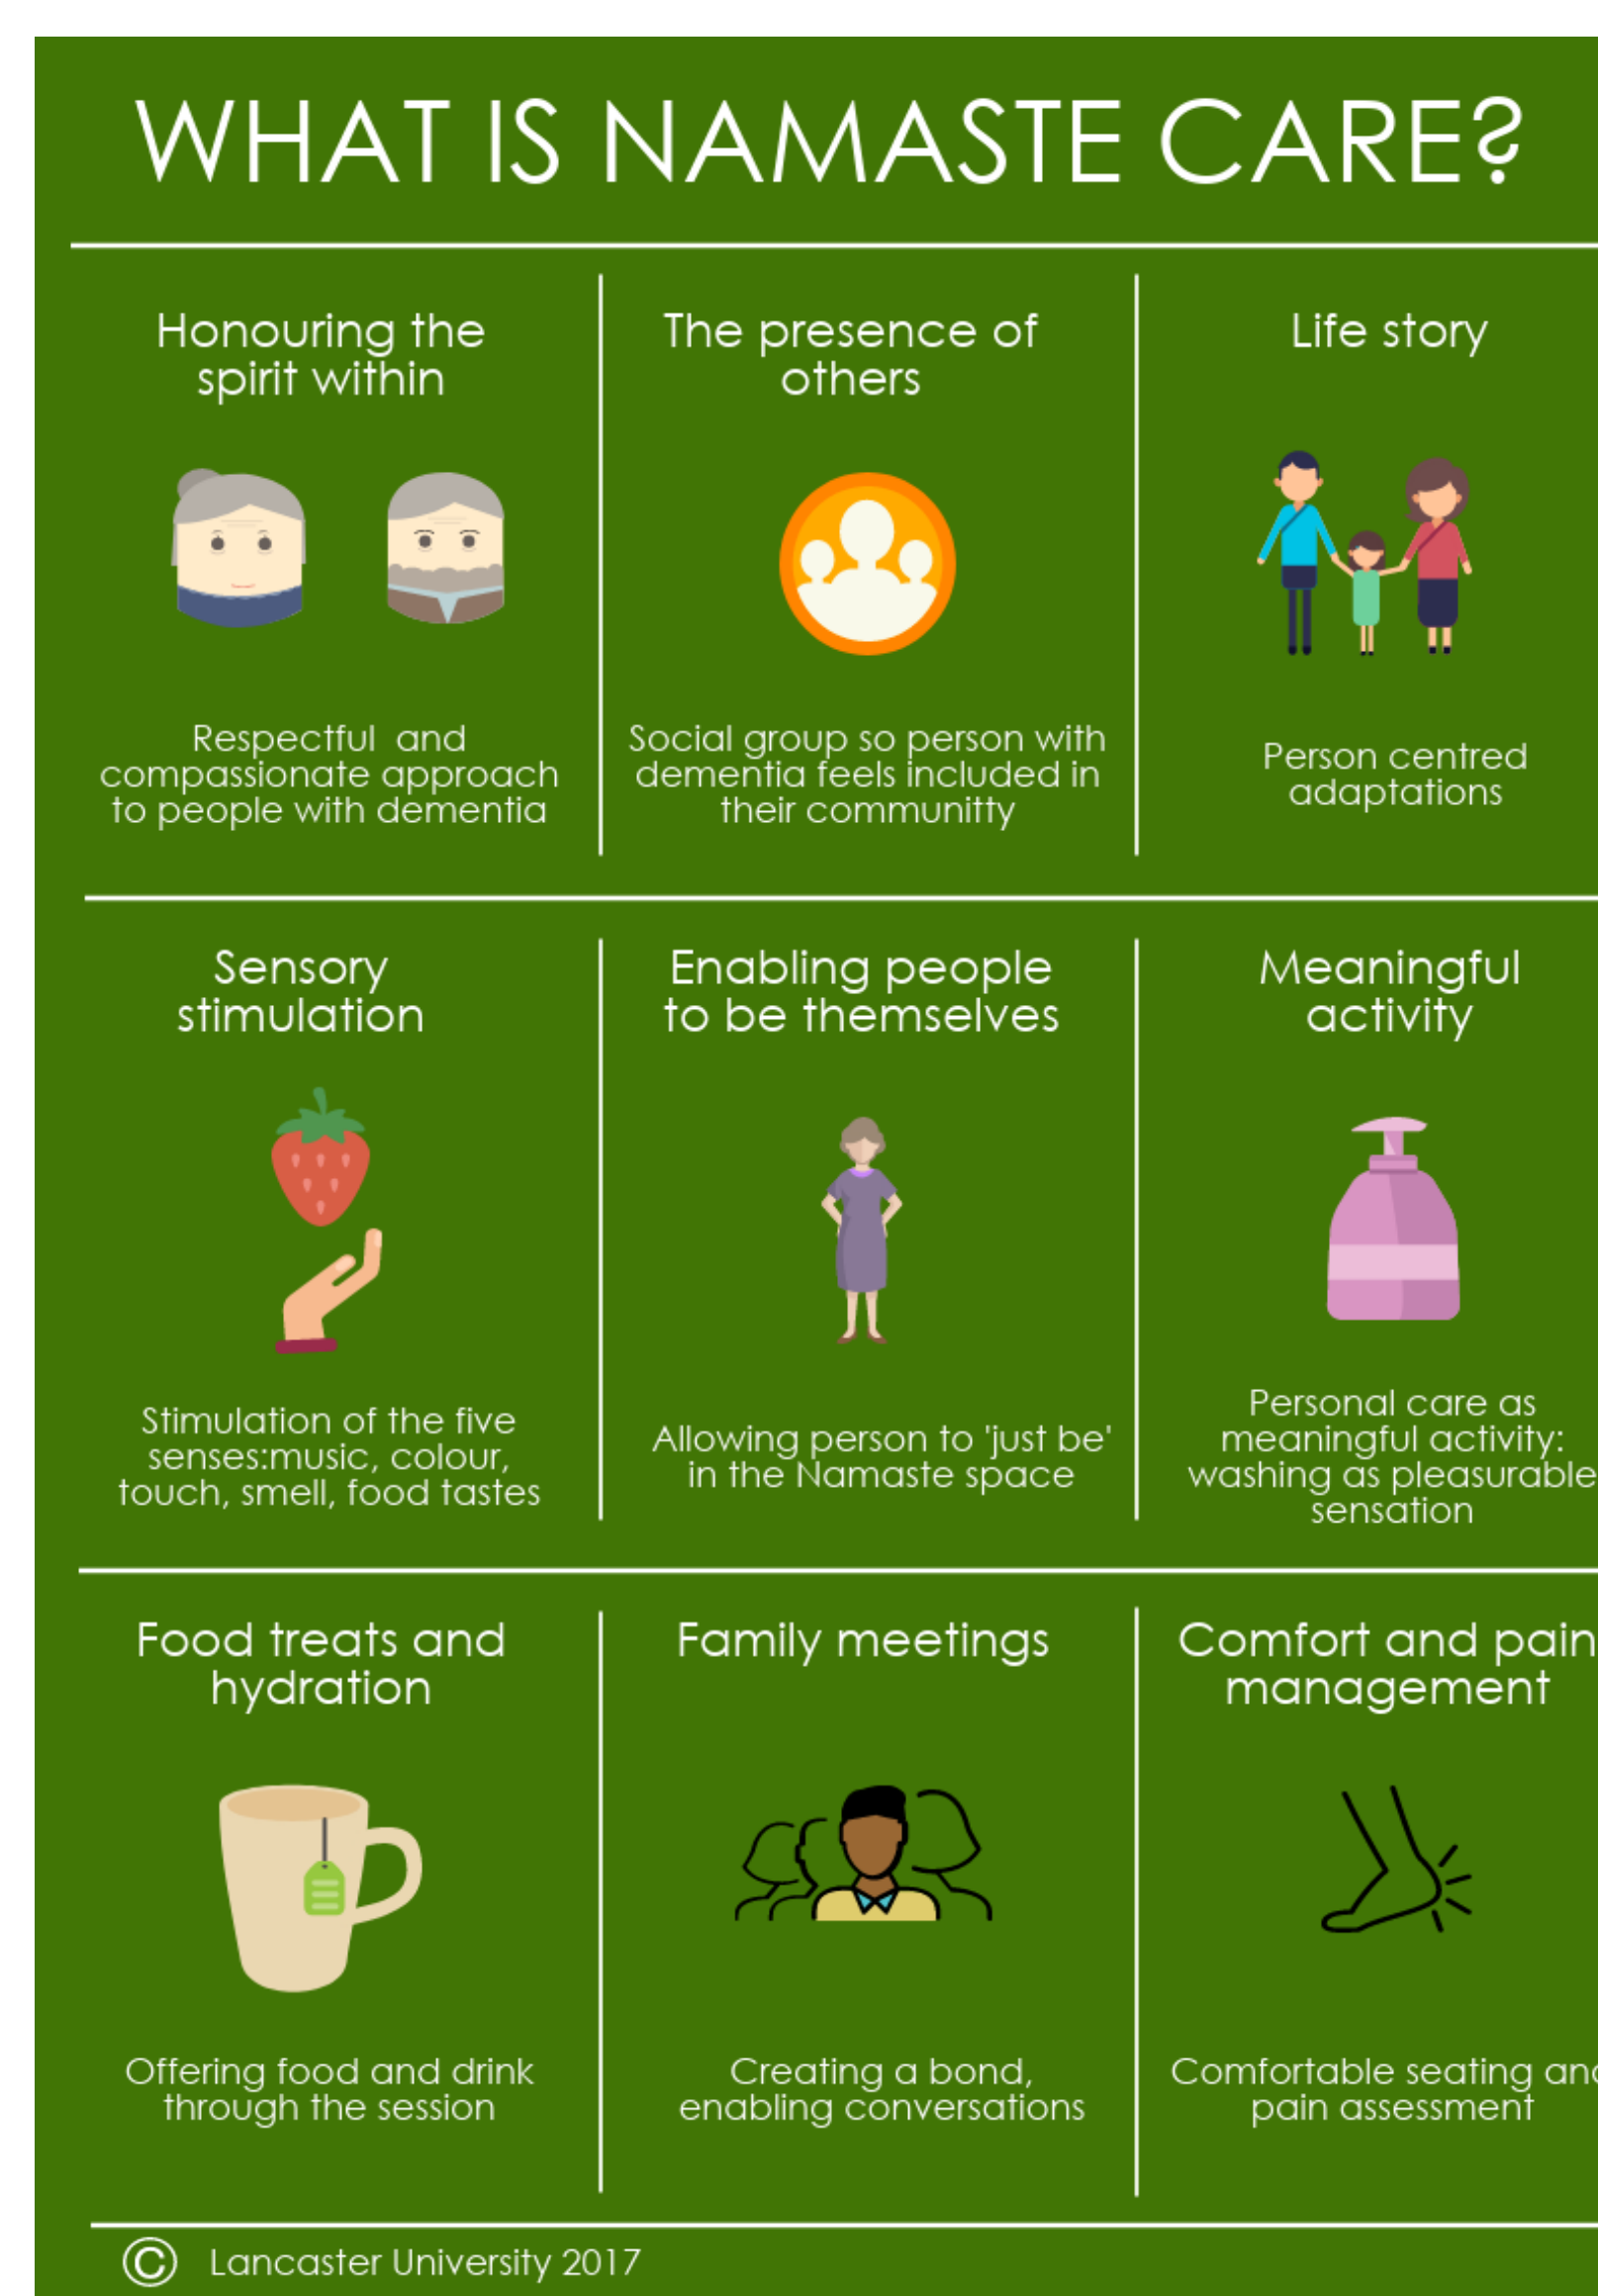 WHAT IS NAMASTE CARE?
Honouring the
spirit within
Respectful and
compassionate approach
to people with dementia
The presence of
others
Social group so person with
dementia feels included in
their communitty
Life story
Person centred
adaptations
Sensory
stimulation
Stimulation of the five
senses:music, colour,
touch, smell, food tastes
Enabling people
to be themselves
Allowing person to 'just be'
in the Namaste space
Meaningful
activity
Personal care as
meaningful activity:
washing as pleasurable
sensation
Food treats and
hydration
Offering food and drink
through the session
Family meetings
Creating a bond,
enabling conversations
Comfort and pain
management
Comfortable seating and
pain assessment
© Lancaster University 2017